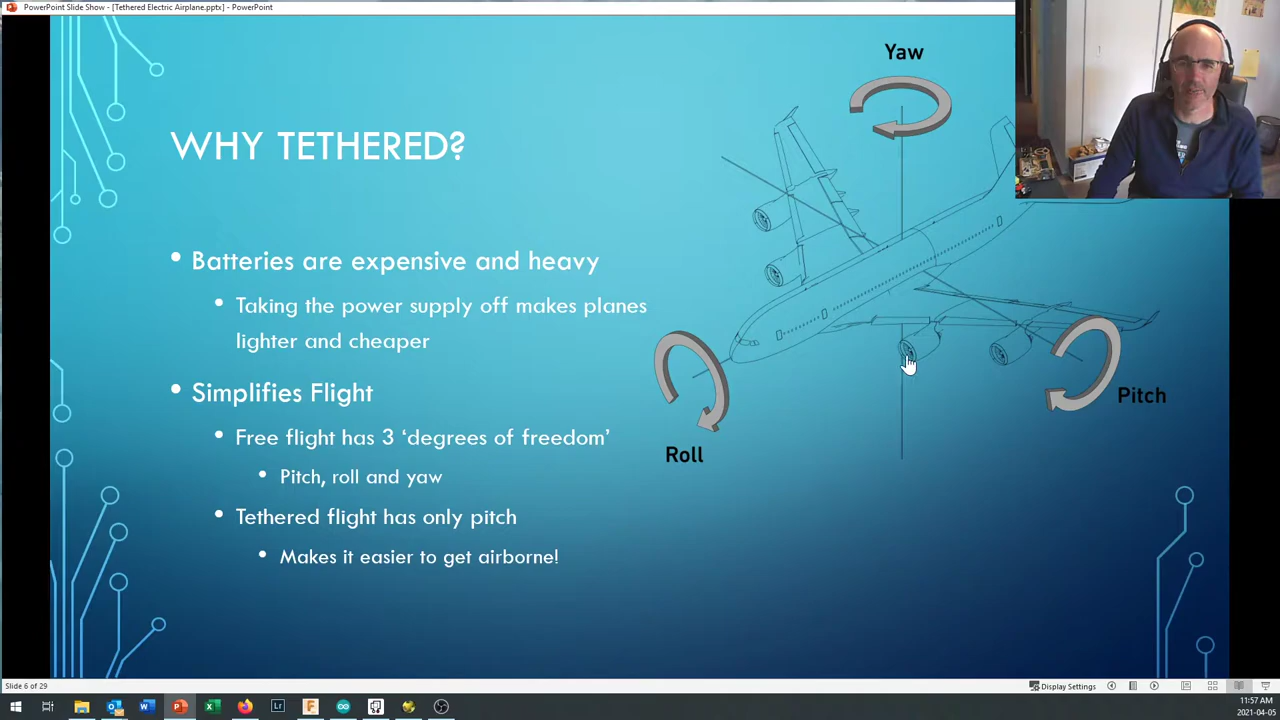 PowerPoint Slide Show - [Tethered Electric Airplane.pptx] - PowerPoint
Yaw
WHY TETHERED?
• Batteries are expensive and heavy
• Taking the power supply off makes planes
lighter and cheaper
• Simplifies Flight
• Free flight has 3 ‘degrees of freedom’
• Pitch, roll and yaw
• Tethered flight has only pitch
• Makes it easier to get airborne!
Pitch
Roll
Slide 6 of 29
Display Settings
11:57 AM
2021-04-05